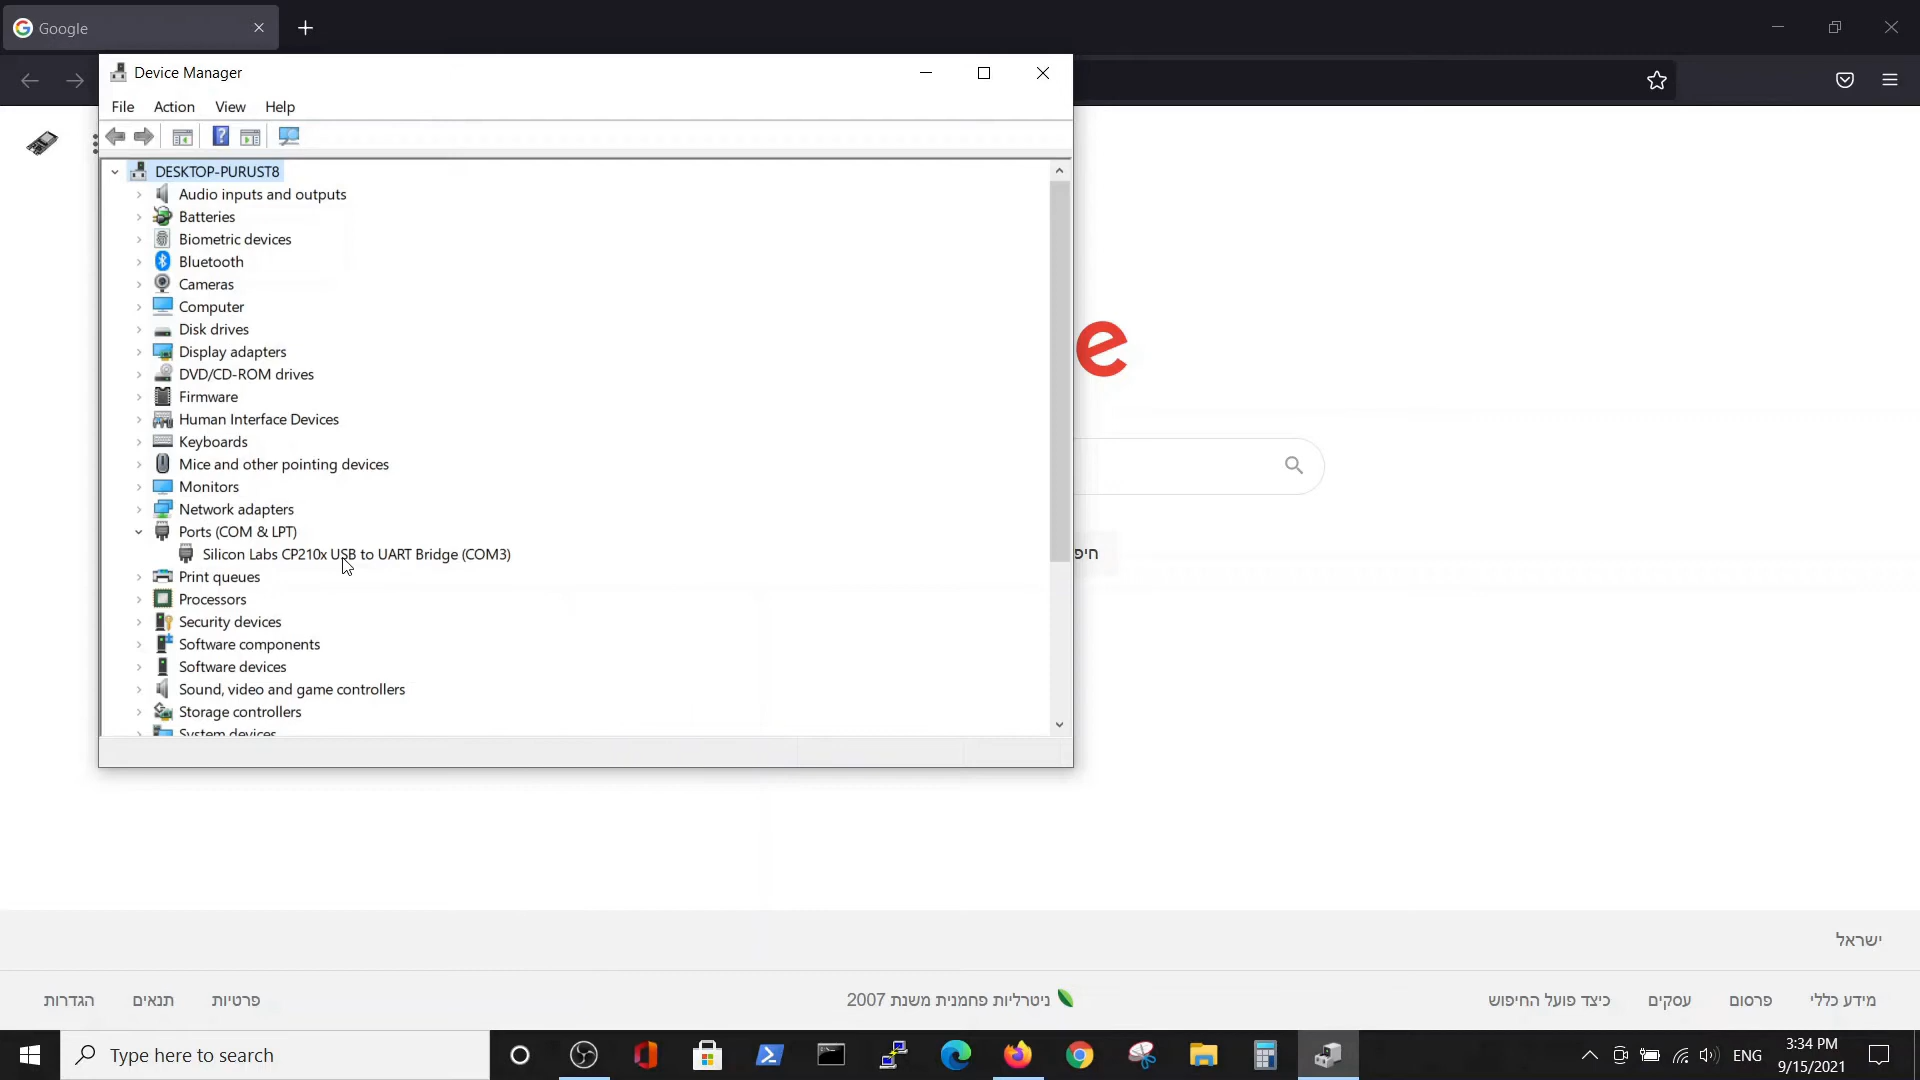 Google
Device Manager
File Action View Help
DESKTOP-PURUST8
Audio inputs and outputs
Batteries
Biometric devices
Bluetooth
Cameras
Computer
Disk drives
Display adapters
DVD/CD-ROM drives
Firmware
Human Interface Devices
Keyboards
Mice and other pointing devices
Monitors
Network adapters
Ports (COM & LPT)
Silicon Labs CP210x USB to UART Bridge (COM3)
Print queues
Processors
Security devices
Software components
Software devices
Sound, video and game controllers
Storage controllers
System devices
e
חיפ
ישראל
מידע כללי פרסום עסקים כיצד פועל החיפוש
ניטרליות פחמנית משנת 2007
פרטיות תנאים הגדרות
Type here to search
ENG
3:34 PM
9/15/2021